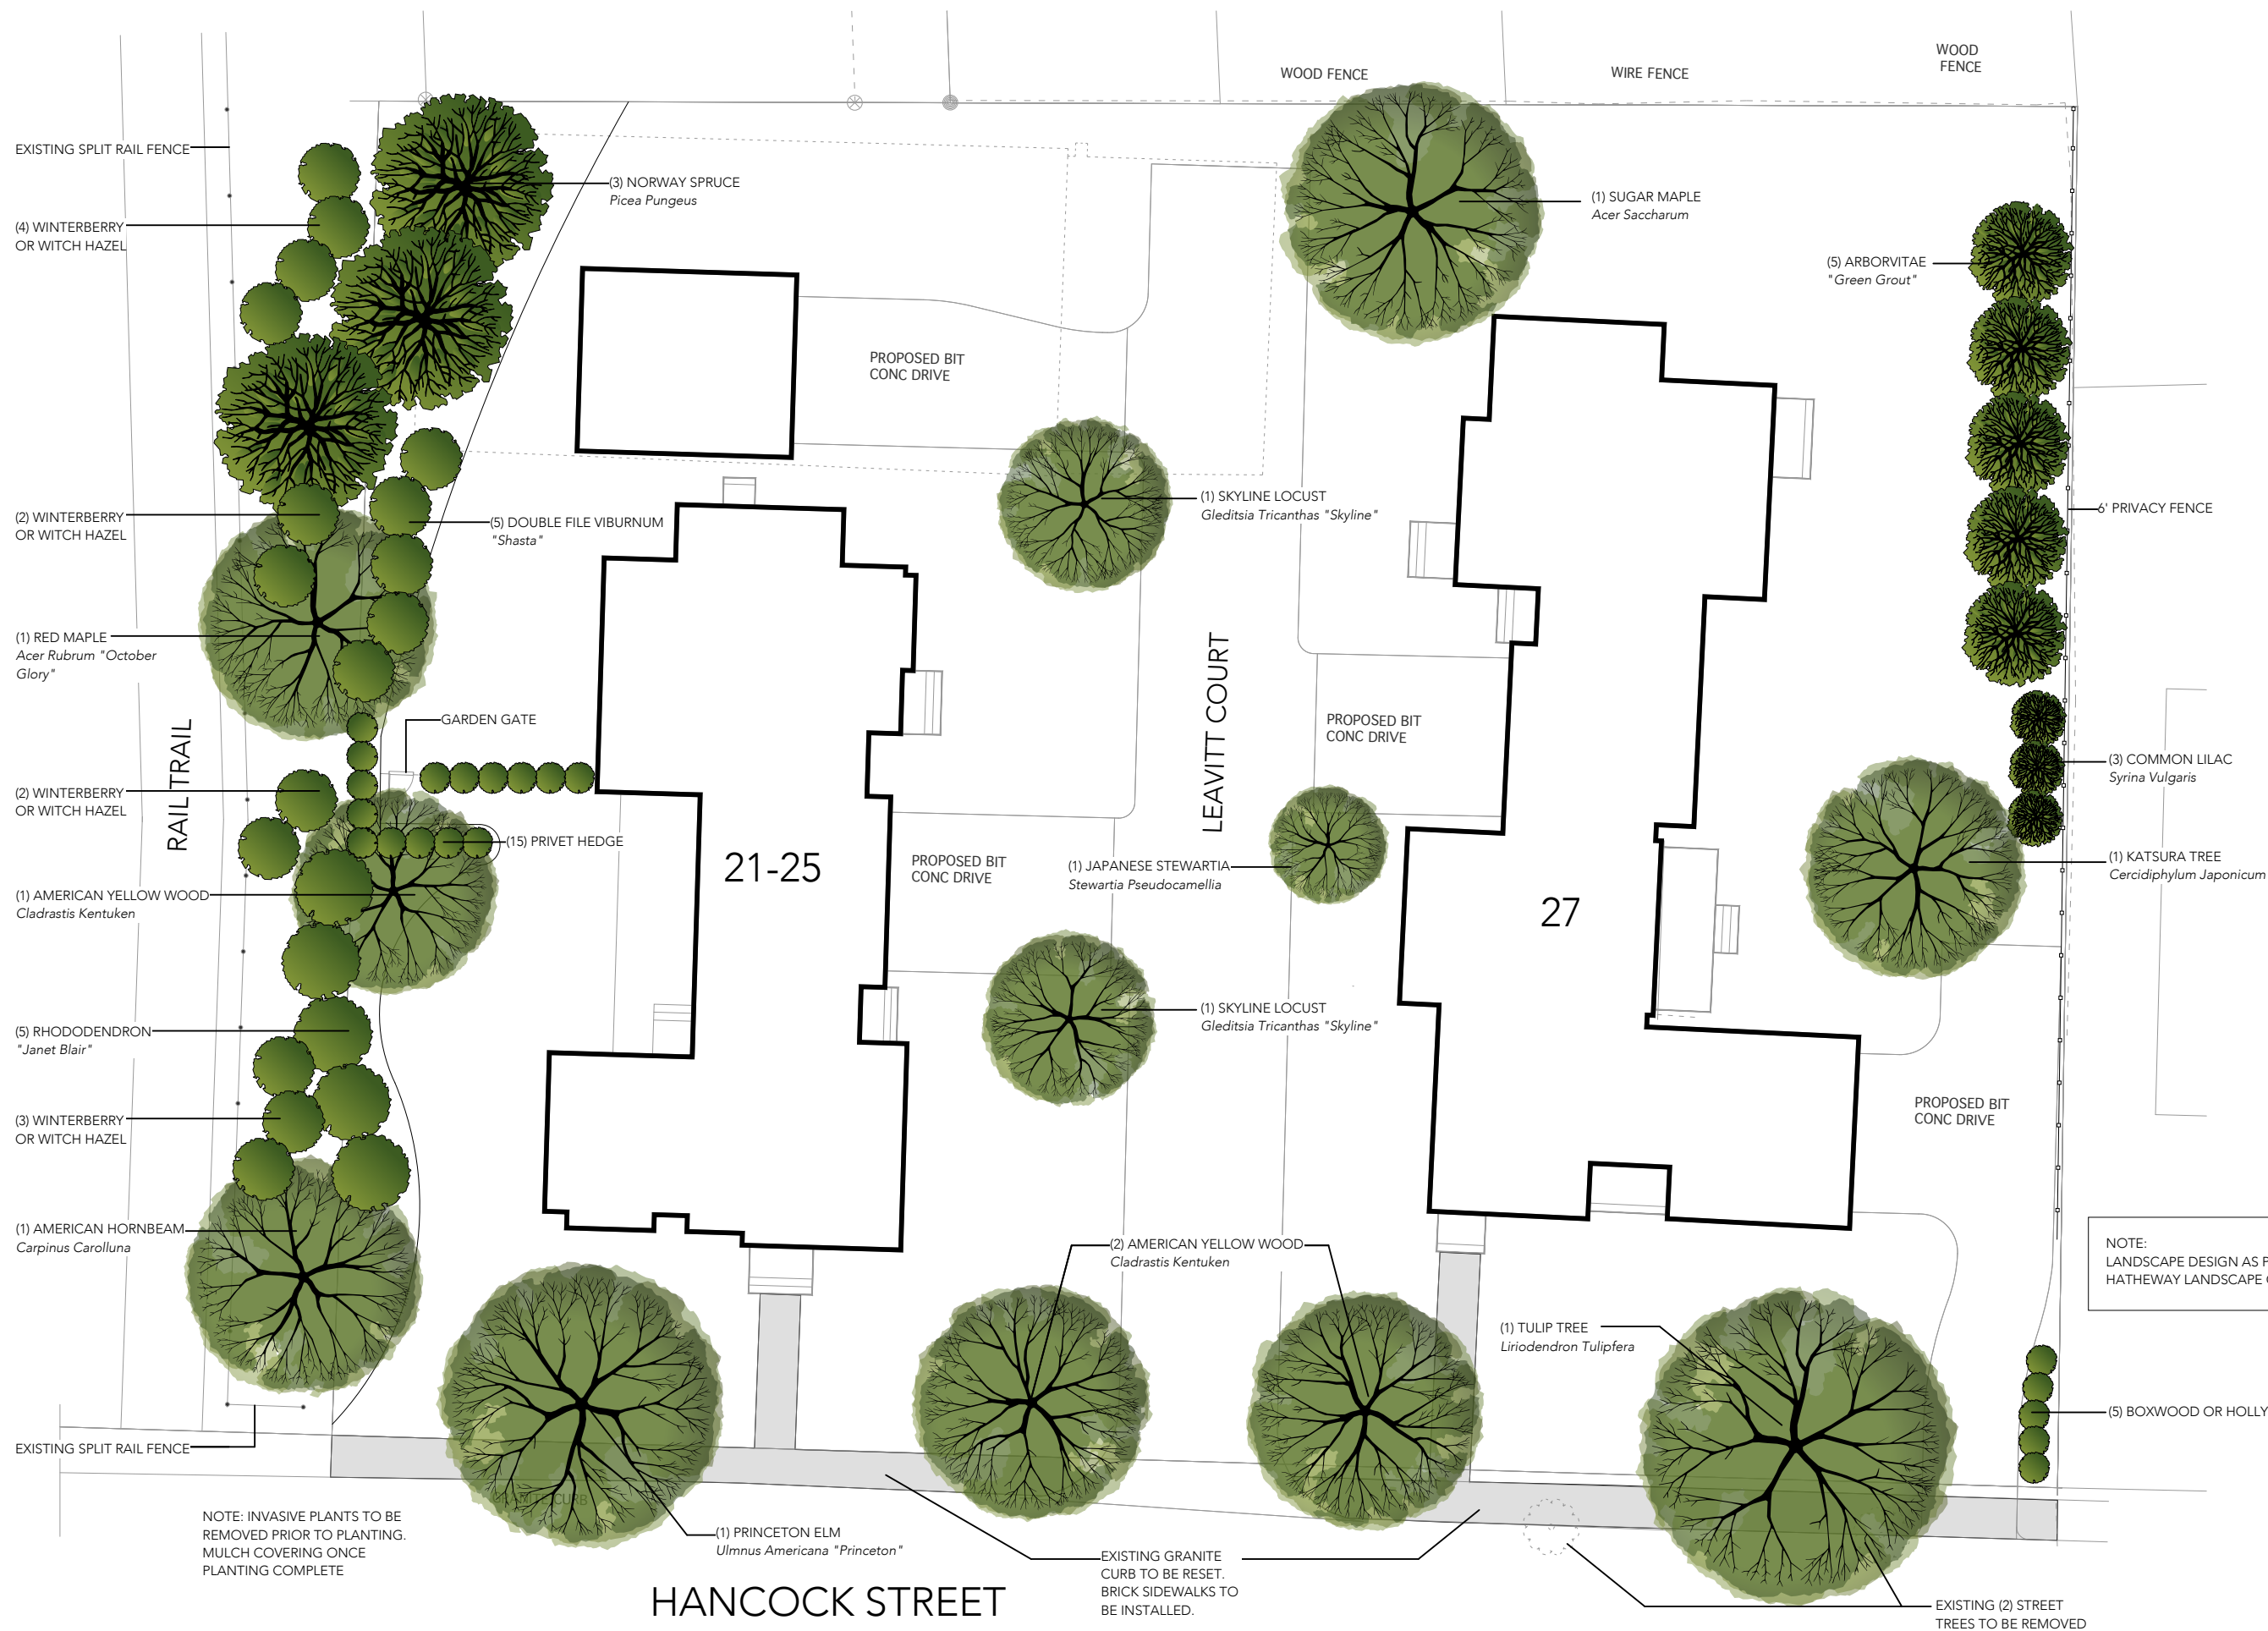 WOOD
FENCE
WOOD FENCE
WIRE FENCE
EXISTING SPLIT RAIL FENCE
(3) NORWAY SPRUCE
Picea Pungeus
(1) SUGAR MAPLE
Acer Saccharum
(4) WINTERBERRY
OR WITCH HAZEL
(5) ARBORVITAE
"Green Grout"
PROPOSED BIT
CONC DRIVE
(1) SKYLINE LOCUST
Gleditsia Tricanthas "Skyline"
6' PRIVACY FENCE
(2) WINTERBERRY
OR WITCH HAZEL
(5) DOUBLE FILE VIBURNUM
"Shasta"
(1) RED MAPLE
Acer Rubrum "October
Glory"
GARDEN GATE
RAIL TRAIL
LEAVITT COURT
PROPOSED BIT
CONC DRIVE
(3) COMMON LILAC
Syrina Vulgaris
(2) WINTERBERRY
OR WITCH HAZEL
(15) PRIVET HEDGE
21-25
PROPOSED BIT
CONC DRIVE
(1) JAPANESE STEWARTIA
Stewartia Pseudocamellia
27
(1) KATSURA TREE
Cercidiphylum Japonicum
(1) AMERICAN YELLOW WOOD
Cladrastis Kentuken
(5) RHODODENDRON
"Janet Blair"
(1) SKYLINE LOCUST
Gleditsia Tricanthas "Skyline"
(3) WINTERBERRY
OR WITCH HAZEL
PROPOSED BIT
CONC DRIVE
(1) AMERICAN HORNBEAM
Carpinus Carolluna
(2) AMERICAN YELLOW WOOD
Cladrastis Kentuken
NOTE:
LANDSCAPE DESIGN AS
HATHEWAY LANDSCAPE
(1) TULIP TREE
Liriodendron Tulipfera
(5) BOXWOOD OR HOLLY
EXISTING SPLIT RAIL FENCE
CURB
NOTE: INVASIVE PLANTS TO BE
REMOVED PRIOR TO PLANTING.
MULCH COVERING ONCE
PLANTING COMPLETE
(1) PRINCETON ELM
Ulmnus Americana "Princeton"
EXISTING GRANITE
CURB TO BE RESET.
BRICK SIDEWALKS TO
BE INSTALLED.
HANCOCK STREET
EXISTING (2) STREET
TREES TO BE REMOVED